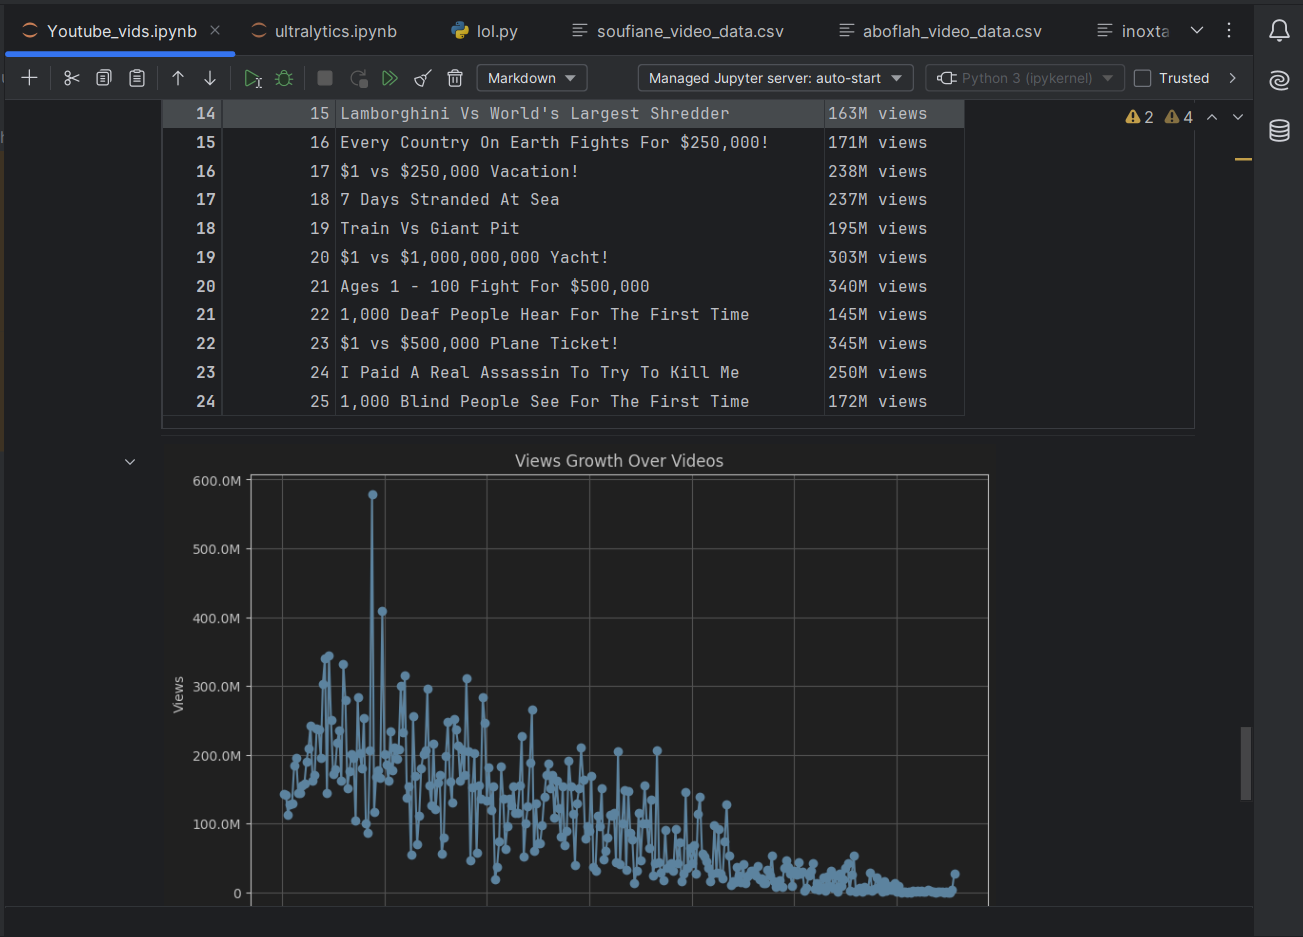 Youtube_vids.ipynb ultralytics.ipynb lol.py soufiane_video_data.csv aboflah_video_data.csv inoxta
Markdown Managed Jupyter server: auto-start Python 3 (ipykernel) Trusted
2 4
14 15 Lamborghini Vs World's Largest Shredder 163M views
15 16 Every Country On Earth Fights For $250,000! 171M views
16 17 $1 vs $250,000 Vacation! 238M views
17 18 7 Days Stranded At Sea 237M views
18 19 Train Vs Giant Pit 195M views
19 20 $1 vs $1,000,000,000 Yacht! 303M views
20 21 Ages 1 - 100 Fight For $500,000 340M views
21 22 1,000 Deaf People Hear For The First Time 145M views
22 23 $1 vs $500,000 Plane Ticket! 345M views
23 24 I Paid A Real Assassin To Try To Kill Me 250M views
24 25 1,000 Blind People See For The First Time 172M views
Views Growth Over Videos
600.0M
500.0M
400.0M
300.0M
Views
200.0M
100.0M
0